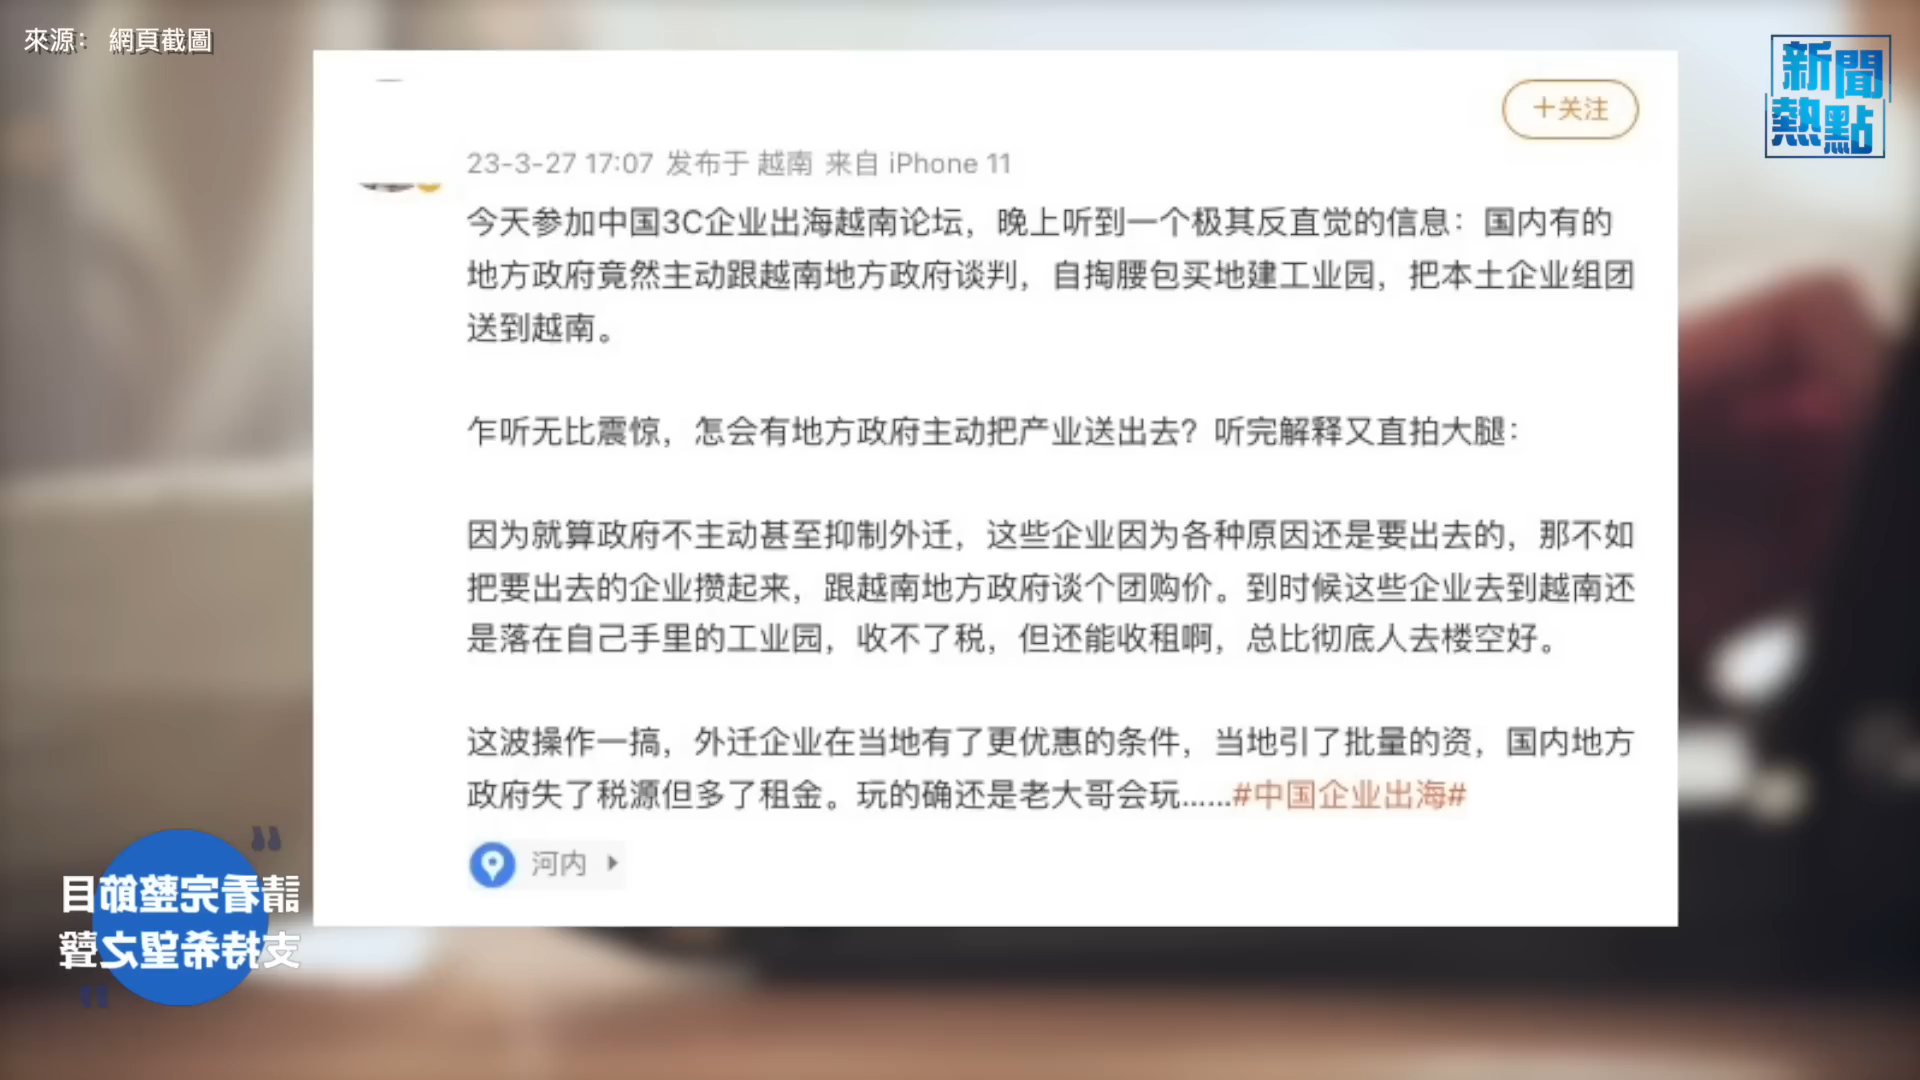 來源： 網頁截圖
新聞
熱點
+关注
23-3-27 17:07 发布于 越南 来自 iPhone 11
今天参加中国3C企业出海越南论坛，晚上听到一个极其反直觉的信息：国内有的
地方政府竟然主动跟越南地方政府谈判，自掏腰包买地建工业园，把本土企业组团
送到越南。
乍听无比震惊，怎会有地方政府主动把产业送出去？听完解释又直拍大腿：
因为就算政府不主动甚至抑制外迁，这些企业因为各种原因还是要出去的，那不如
把要出去的企业攒起来，跟越南地方政府谈个团购价。到时候这些企业去到越南还
是落在自己手里的工业园，收不了税，但还能收租啊，总比彻底人去楼空好。
这波操作一搞，外迁企业在当地有了更优惠的条件，当地引了批量的资，国内地方
政府失了税源但多了租金。玩的确还是老大哥会玩……#中国企业出海#
河内
請看完整節目
支持希望之聲